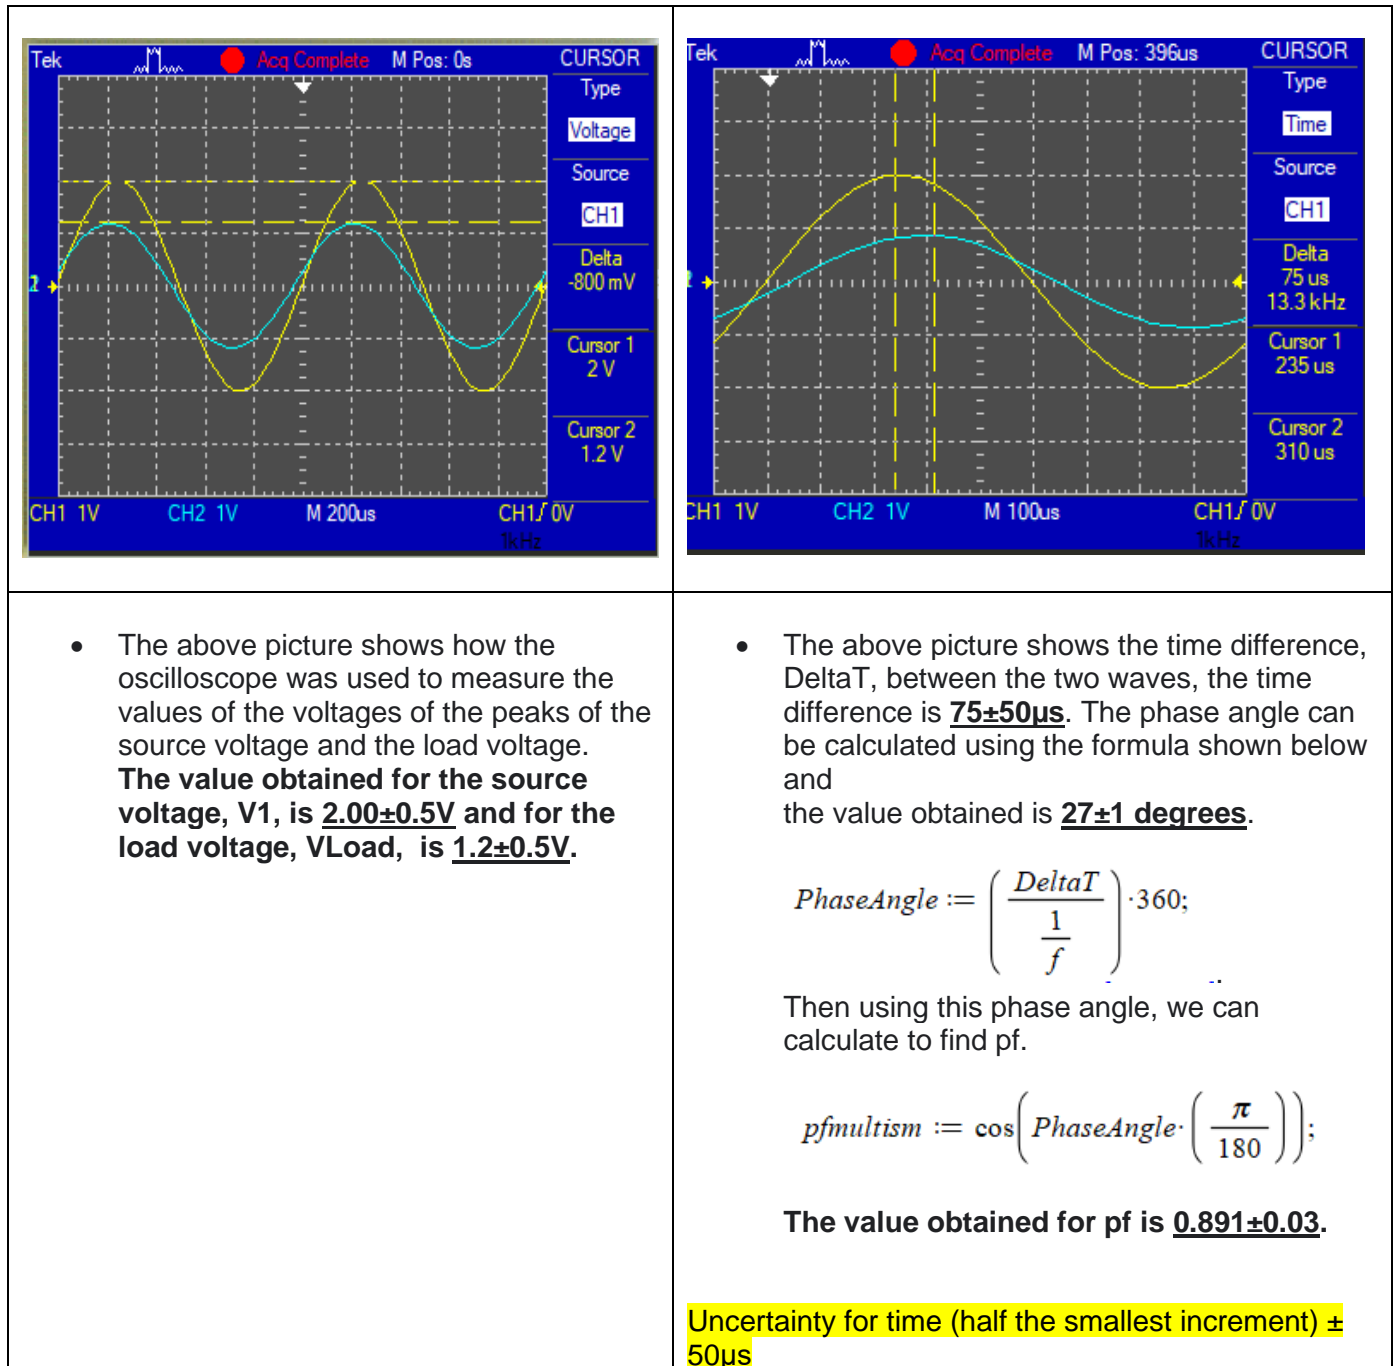 Tek Acq Complete M Pos: 0s CURSOR
Type
Voltage
Source
CH1
Delta
-800 mV
Cursor 1
2 V
Cursor 2
1.2 V
CH1 1V CH2 1V M 200us CH1 0V
1kHz
Tek Acq Complete M Pos: 396us CURSOR
Type
Time
Source
CH1
Delta
75 us
13.3 kHz
Cursor 1
235 us
Cursor 2
310 us
CH1 1V CH2 1V M 100us CH1 0V
1kHz
• The above picture shows how the
oscilloscope was used to measure the
values of the voltages of the peaks of the
source voltage and the load voltage.
The value obtained for the source
voltage, V1, is 2.00±0.5V and for the
load voltage, VLoad, is 1.2±0.5V.
• The above picture shows the time difference,
DeltaT, between the two waves, the time
difference is 75±50µs. The phase angle can
be calculated using the formula shown below
and
the value obtained is 27±1 degrees.
PhaseAngle := (DeltaT / (1 / f)) · 360;
Then using this phase angle, we can
calculate to find pf.
pfmultism := cos(PhaseAngle · (π / 180));
The value obtained for pf is 0.891±0.03.
Uncertainty for time (half the smallest increment) ±
50µs